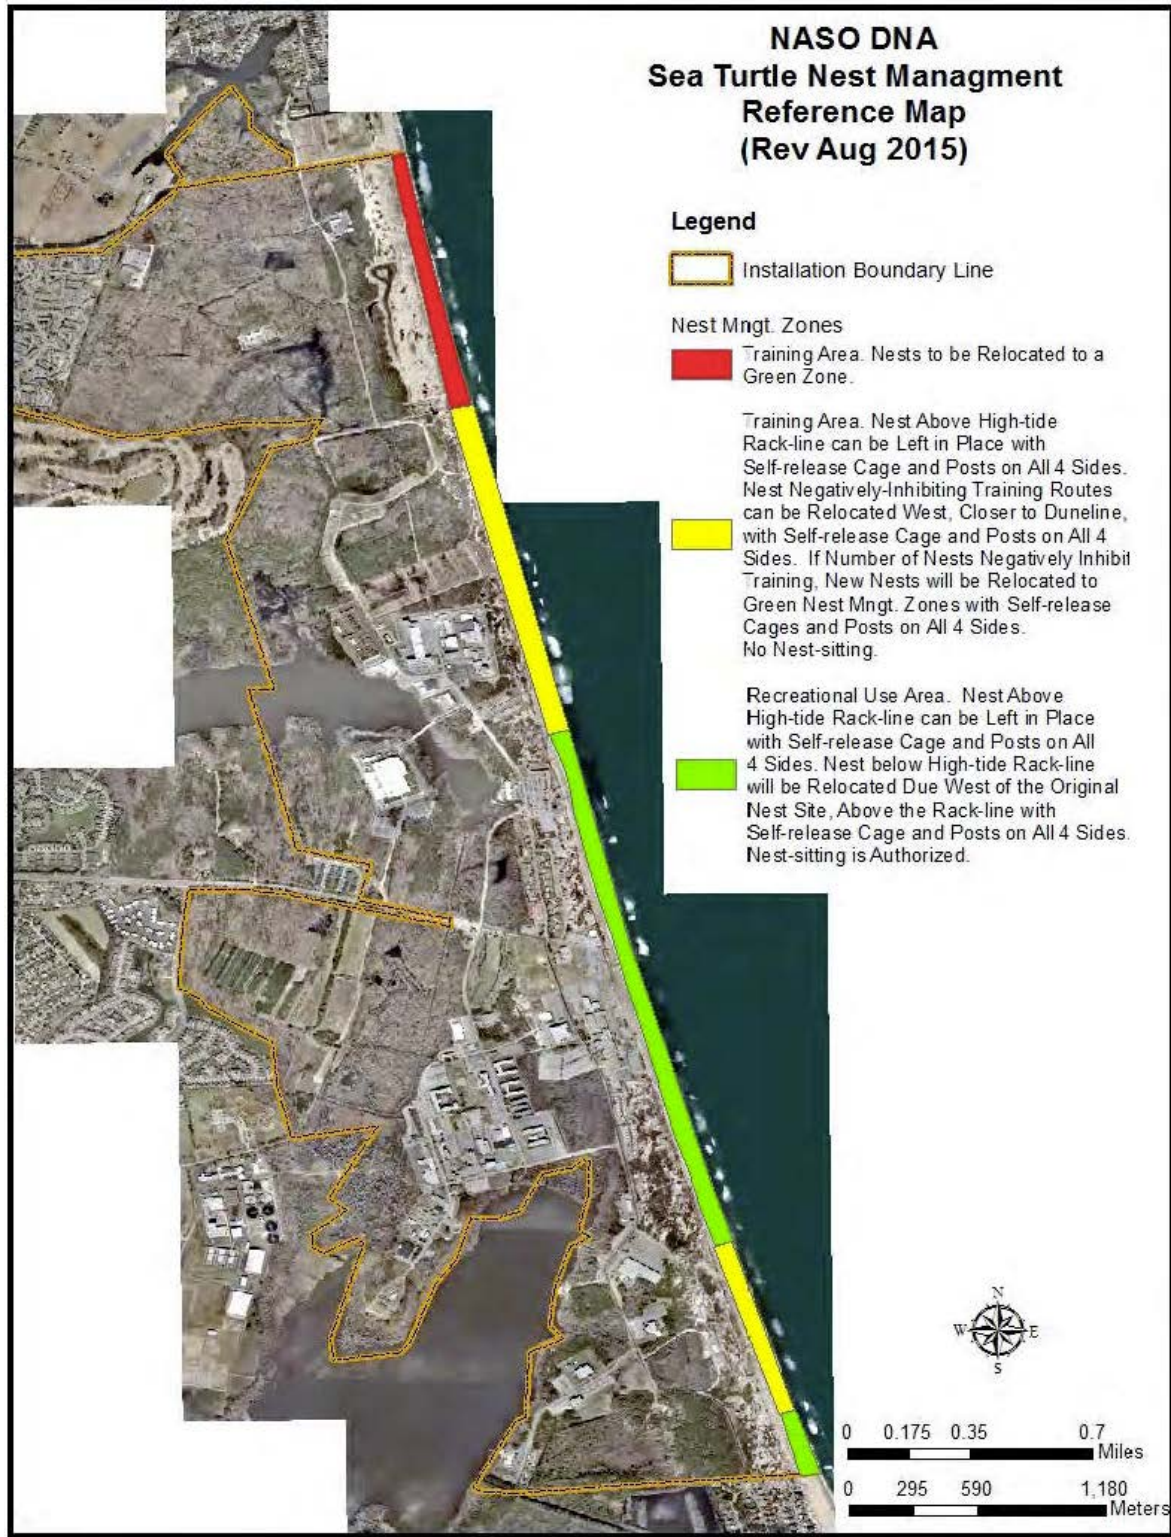 NASO DNA
Sea Turtle Nest Managment
Reference Map
(Rev Aug 2015)
Legend
Installation Boundary Line
Nest Mngt. Zones
Training Area. Nests to be Relocated to a
Green Zone.
Training Area. Nest Above High-tide
Rack-line can be Left in Place with
Self-release Cage and Posts on All 4 Sides.
Nest Negatively-Inhibiting Training Routes
can be Relocated West, Closer to Duneline,
with Self-release Cage and Posts on All 4
Sides. If Number of Nests Negatively Inhibit
Training, New Nests will be Relocated to
Green Nest Mngt. Zones with Self-release
Cages and Posts on All 4 Sides.
No Nest-sitting.
Recreational Use Area. Nest Above
High-tide Rack-line can be Left in Place
with Self-release Cage and Posts on All
4 Sides. Nest below High-tide Rack-line
will be Relocated Due West of the Original
Nest Site, Above the Rack-line with
Self-release Cage and Posts on All 4 Sides.
Nest-sitting is Authorized.
N
W E
S
0 0.175 0.35 0.7
Miles
0 295 590 1,180
Meters